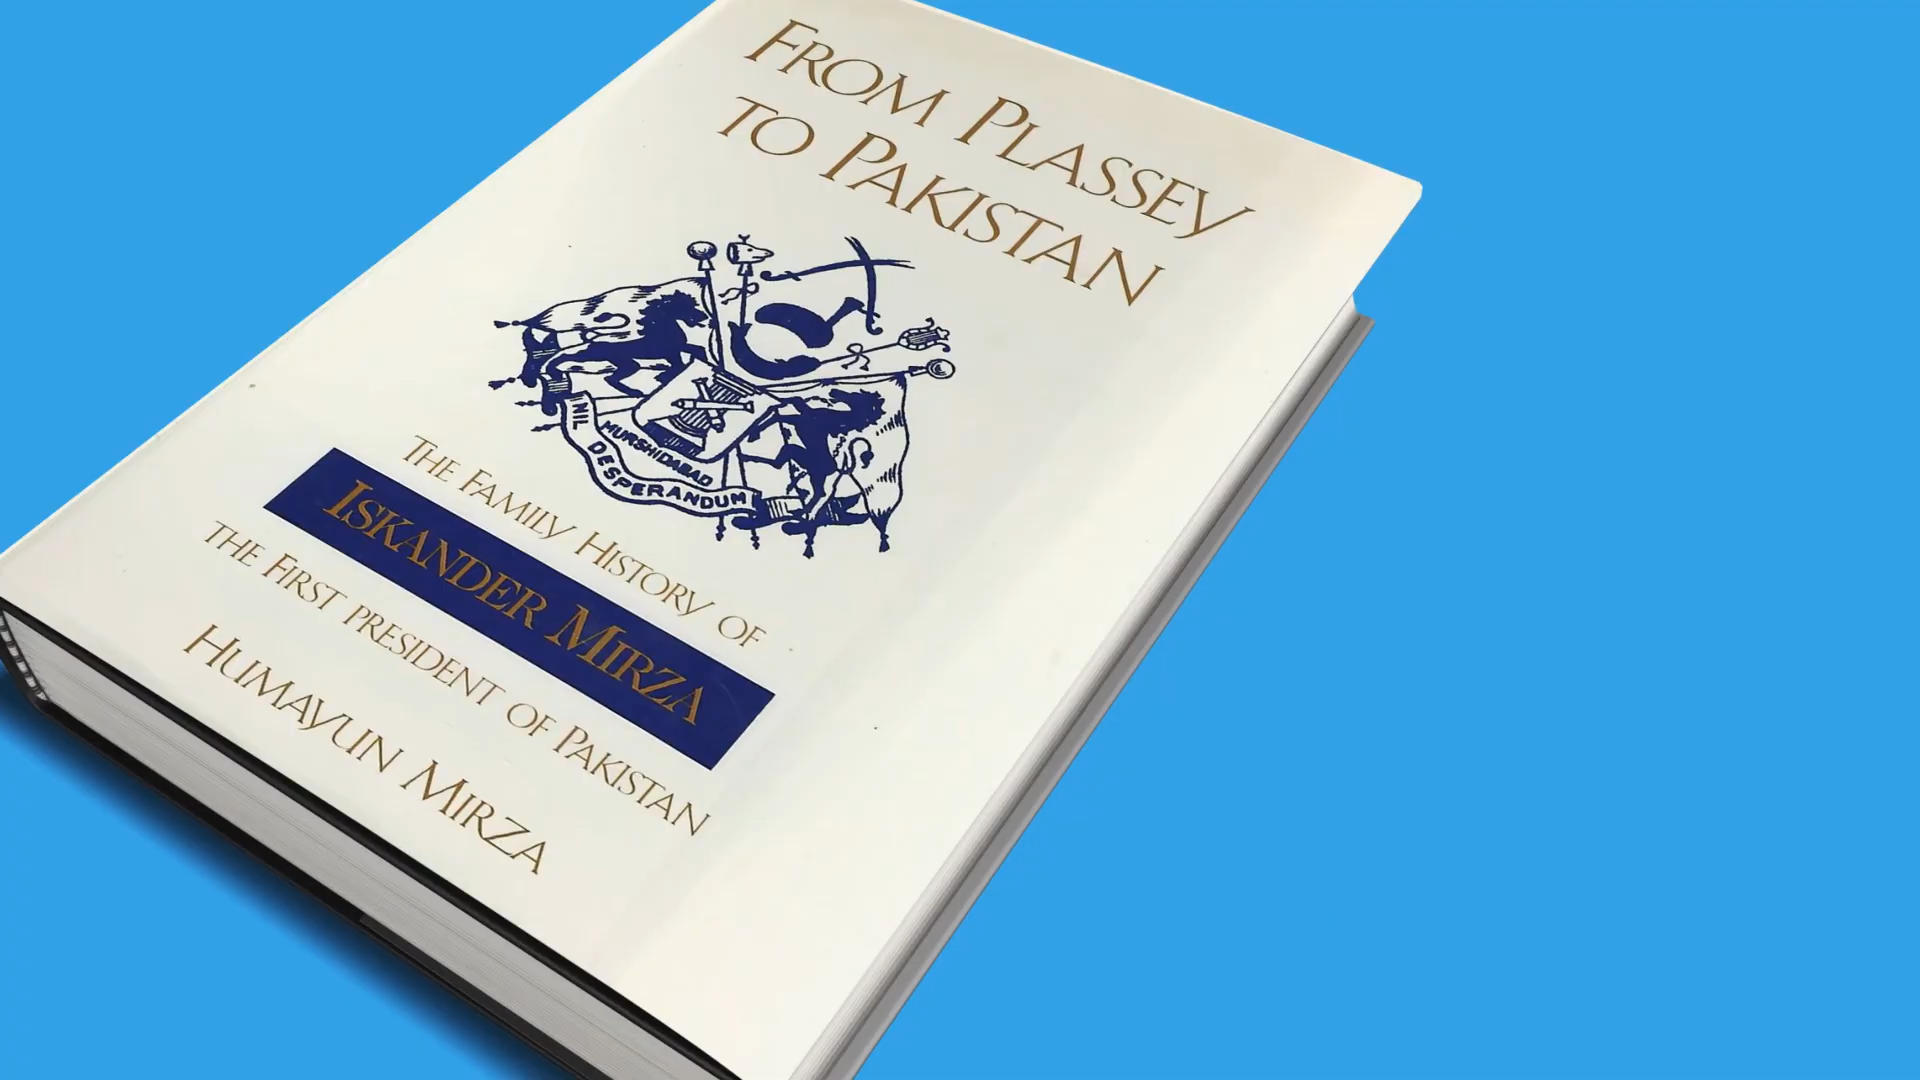 FROM PLASSEY
TO PAKISTAN
MURSHIDABAD
NIL DESPERANDUM
THE FAMILY HISTORY OF
ISKANDER MIRZA
THE FIRST PRESIDENT OF PAKISTAN
HUMAYUN MIRZA